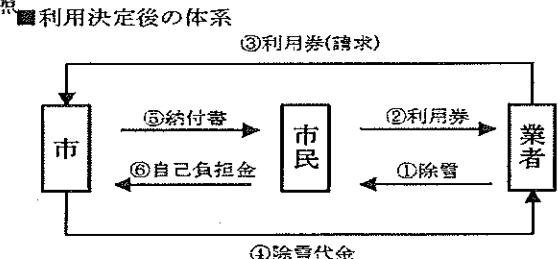 照
■利用決定後の体系
③利用券(請求)
⑤納付書
②利用券
市
市民
業者
⑥自己負担金
①除雪
④除雪代金